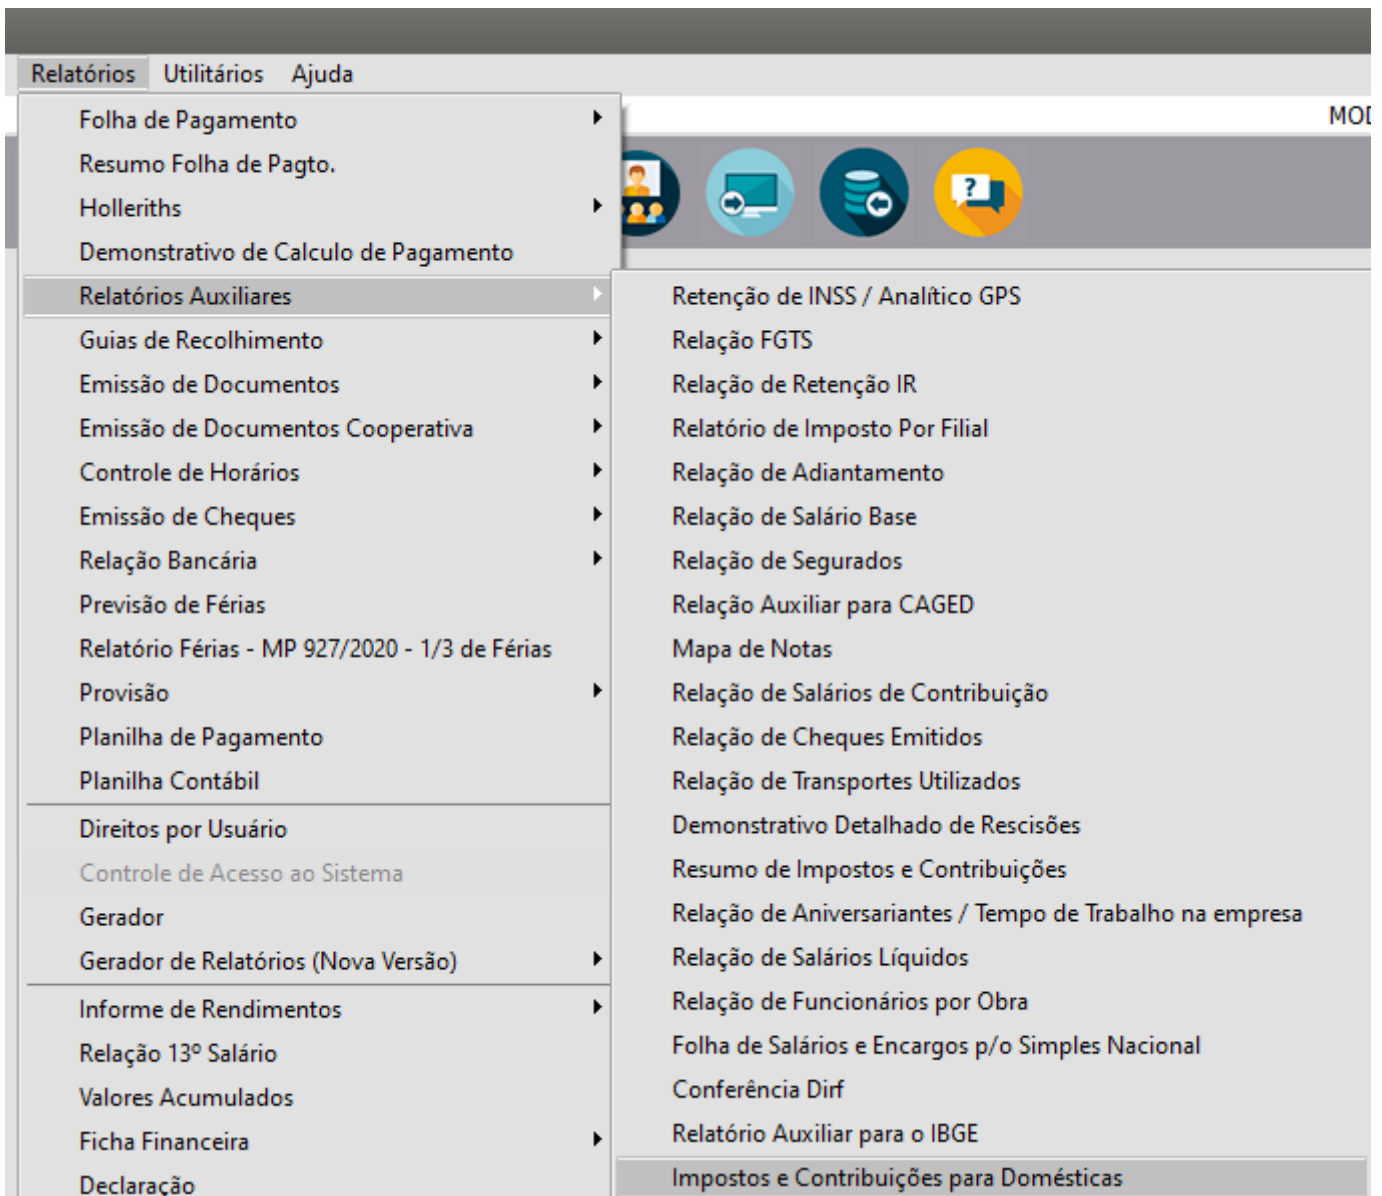 Relatórios Utilitários Ajuda
MOD
Folha de Pagamento
Resumo Folha de Pagto.
Holleriths
Demonstrativo de Calculo de Pagamento
Relatórios Auxiliares
Guias de Recolhimento
Emissão de Documentos
Emissão de Documentos Cooperativa
Controle de Horários
Emissão de Cheques
Relação Bancária
Previsão de Férias
Relatório Férias - MP 927/2020 - 1/3 de Férias
Provisão
Planilha de Pagamento
Planilha Contábil
Direitos por Usuário
Controle de Acesso ao Sistema
Gerador
Gerador de Relatórios (Nova Versão)
Informe de Rendimentos
Relação 13º Salário
Valores Acumulados
Ficha Financeira
Declaração
?
Retenção de INSS / Analítico GPS
Relação FGTS
Relação de Retenção IR
Relatório de Imposto Por Filial
Relação de Adiantamento
Relação de Salário Base
Relação de Segurados
Relação Auxiliar para CAGED
Mapa de Notas
Relação de Salários de Contribuição
Relação de Cheques Emitidos
Relação de Transportes Utilizados
Demonstrativo Detalhado de Rescisões
Resumo de Impostos e Contribuições
Relação de Aniversariantes / Tempo de Trabalho na empresa
Relação de Salários Líquidos
Relação de Funcionários por Obra
Folha de Salários e Encargos p/o Simples Nacional
Conferência Dirf
Relatório Auxiliar para o IBGE
Impostos e Contribuições para Domésticas